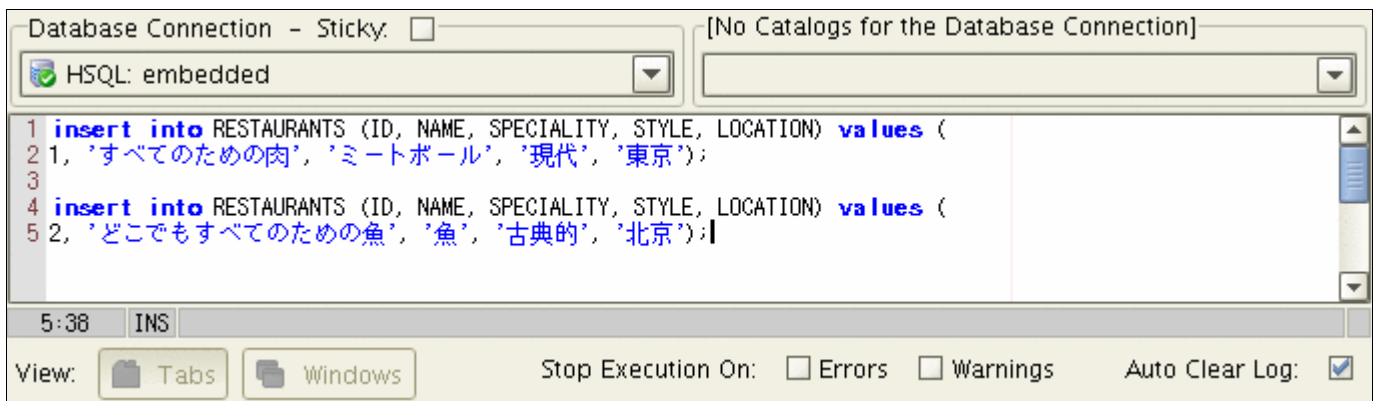 Database Connection - Sticky:
[No Catalogs for the Database Connection]
HSQL: embedded
1 insert into RESTAURANTS (ID, NAME, SPECIALITY, STYLE, LOCATION) values (
2 1, 'すべてのための肉', 'ミートボール', '現代', '東京');
3
4 insert into RESTAURANTS (ID, NAME, SPECIALITY, STYLE, LOCATION) values (
5 2, 'どこでもすべてのための魚', '魚', '古典的', '北京');
5:38 INS
View: Tabs Windows Stop Execution On: Errors Warnings Auto Clear Log: